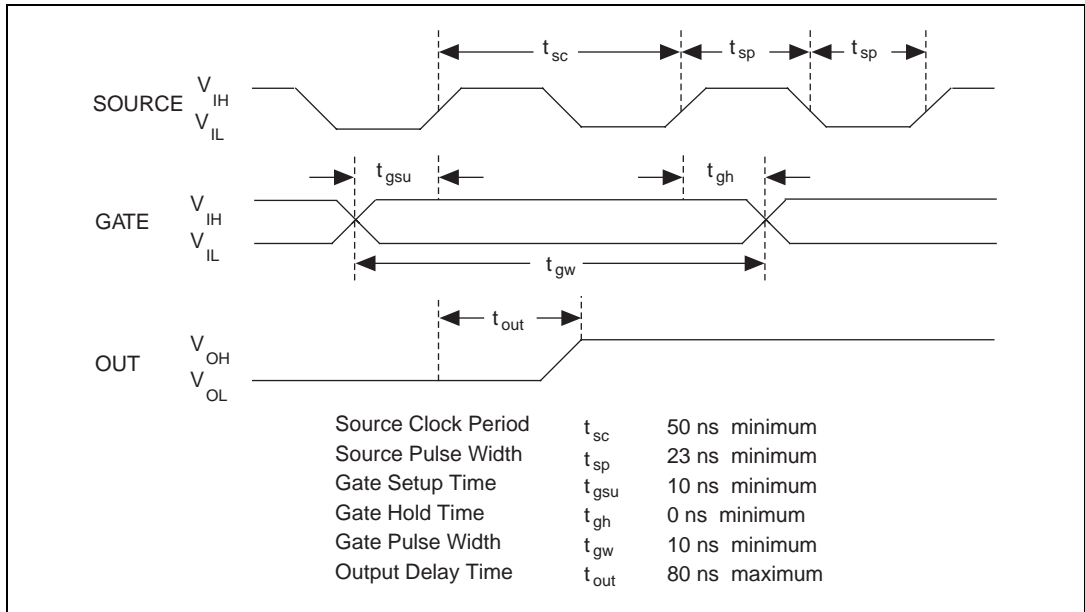 t sc t sp t sp
SOURCE V IH
V IL
t gsu t gh
GATE V IH
V IL
t gw
t out
OUT V OH
V OL
Source Clock Period t sc 50 ns minimum
Source Pulse Width t sp 23 ns minimum
Gate Setup Time t gsu 10 ns minimum
Gate Hold Time t gh 0 ns minimum
Gate Pulse Width t gw 10 ns minimum
Output Delay Time t out 80 ns maximum